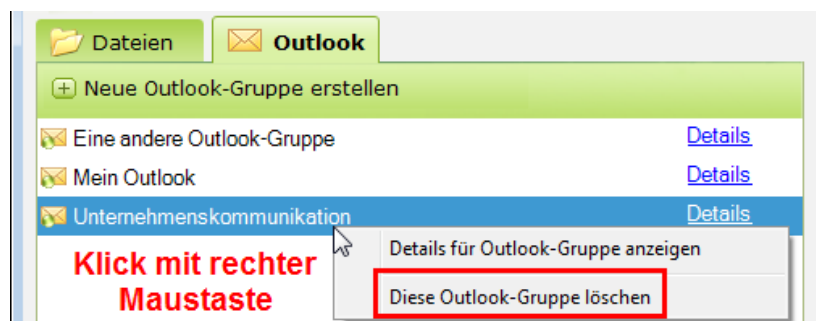 Dateien Outlook
Neue Outlook-Gruppe erstellen
Eine andere Outlook-Gruppe Details
Mein Outlook Details
Unternehmenskommunikation Details
Klick mit rechter
Maustaste
Details für Outlook-Gruppe anzeigen
Diese Outlook-Gruppe löschen